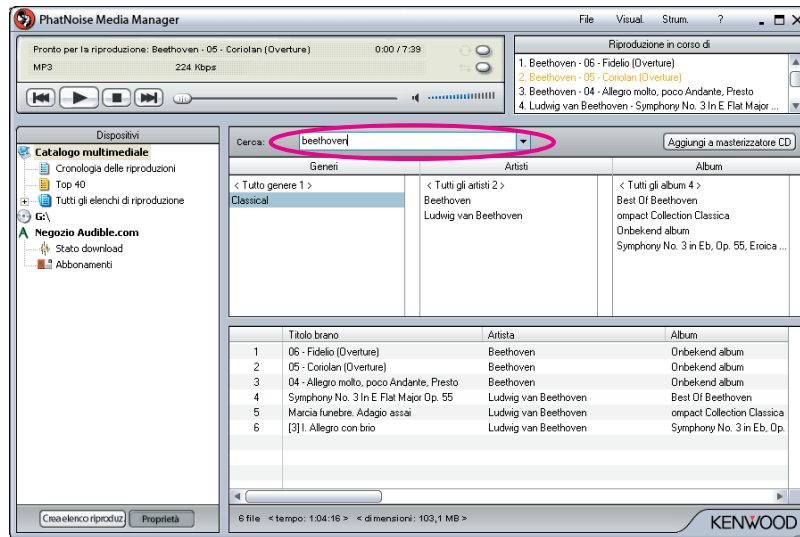 PhatNoise Media Manager
File Visual. Strum. ?
Pronto per la riproduzione: Beethoven - 05 - Coriolan (Overture) 0:00 / 7:39
MP3 224 Kbps
Riproduzione in corso di
1. Beethoven - 06 - Fidelio (Overture)
2. Beethoven - 05 - Coriolan (Overture)
3. Beethoven - 04 - Allegro molto, poco Andante, Presto
4. Ludwig van Beethoven - Symphony No. 3 In E Flat Major ...
Dispositivi
Catalogo multimediale
Cronologia delle riproduzioni
Top 40
Tutti gli elenchi di riproduzione
G:\
Negozio Audible.com
Stato download
Abbonamenti
Crea elenco riproduz.
Proprietà
Cerca: beethoven
Aggiungi a masterizzatore CD
Generi Artisti Album
< Tutto genere 1 > < Tutti gli artisti 2 > < Tutti gli album 4 >
Classical Beethoven Best Of Beethoven
Ludwig van Beethoven ompact Collection Classica
Onbekend album
Symphony No. 3 in Eb, Op. 55, Eroica ...
Titolo brano Artista Album
1 06 - Fidelio (Overture) Beethoven Onbekend album
2 05 - Coriolan (Overture) Beethoven Onbekend album
3 04 - Allegro molto, poco Andante, Presto Beethoven Onbekend album
4 Symphony No. 3 In E Flat Major Op. 55 Ludwig van Beethoven Best Of Beethoven
5 Marcia funebre. Adagio assai Ludwig van Beethoven ompact Collection Classica
6 [3] I. Allegro con brio Ludwig van Beethoven Symphony No. 3 in Eb, Op.
6 file < tempo: 1:04:16 > < dimensioni: 103,1 MB >
KENWOOD